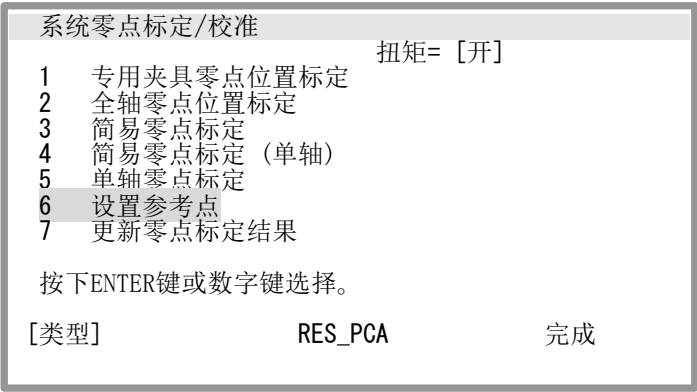 系统零点标定/校准
扭矩= [开]
1 专用夹具零点位置标定
2 全轴零点位置标定
3 简易零点标定
4 简易零点标定 (单轴)
5 单轴零点标定
6 设置参考点
7 更新零点标定结果
按下ENTER键或数字键选择。
[类型] RES_PCA 完成